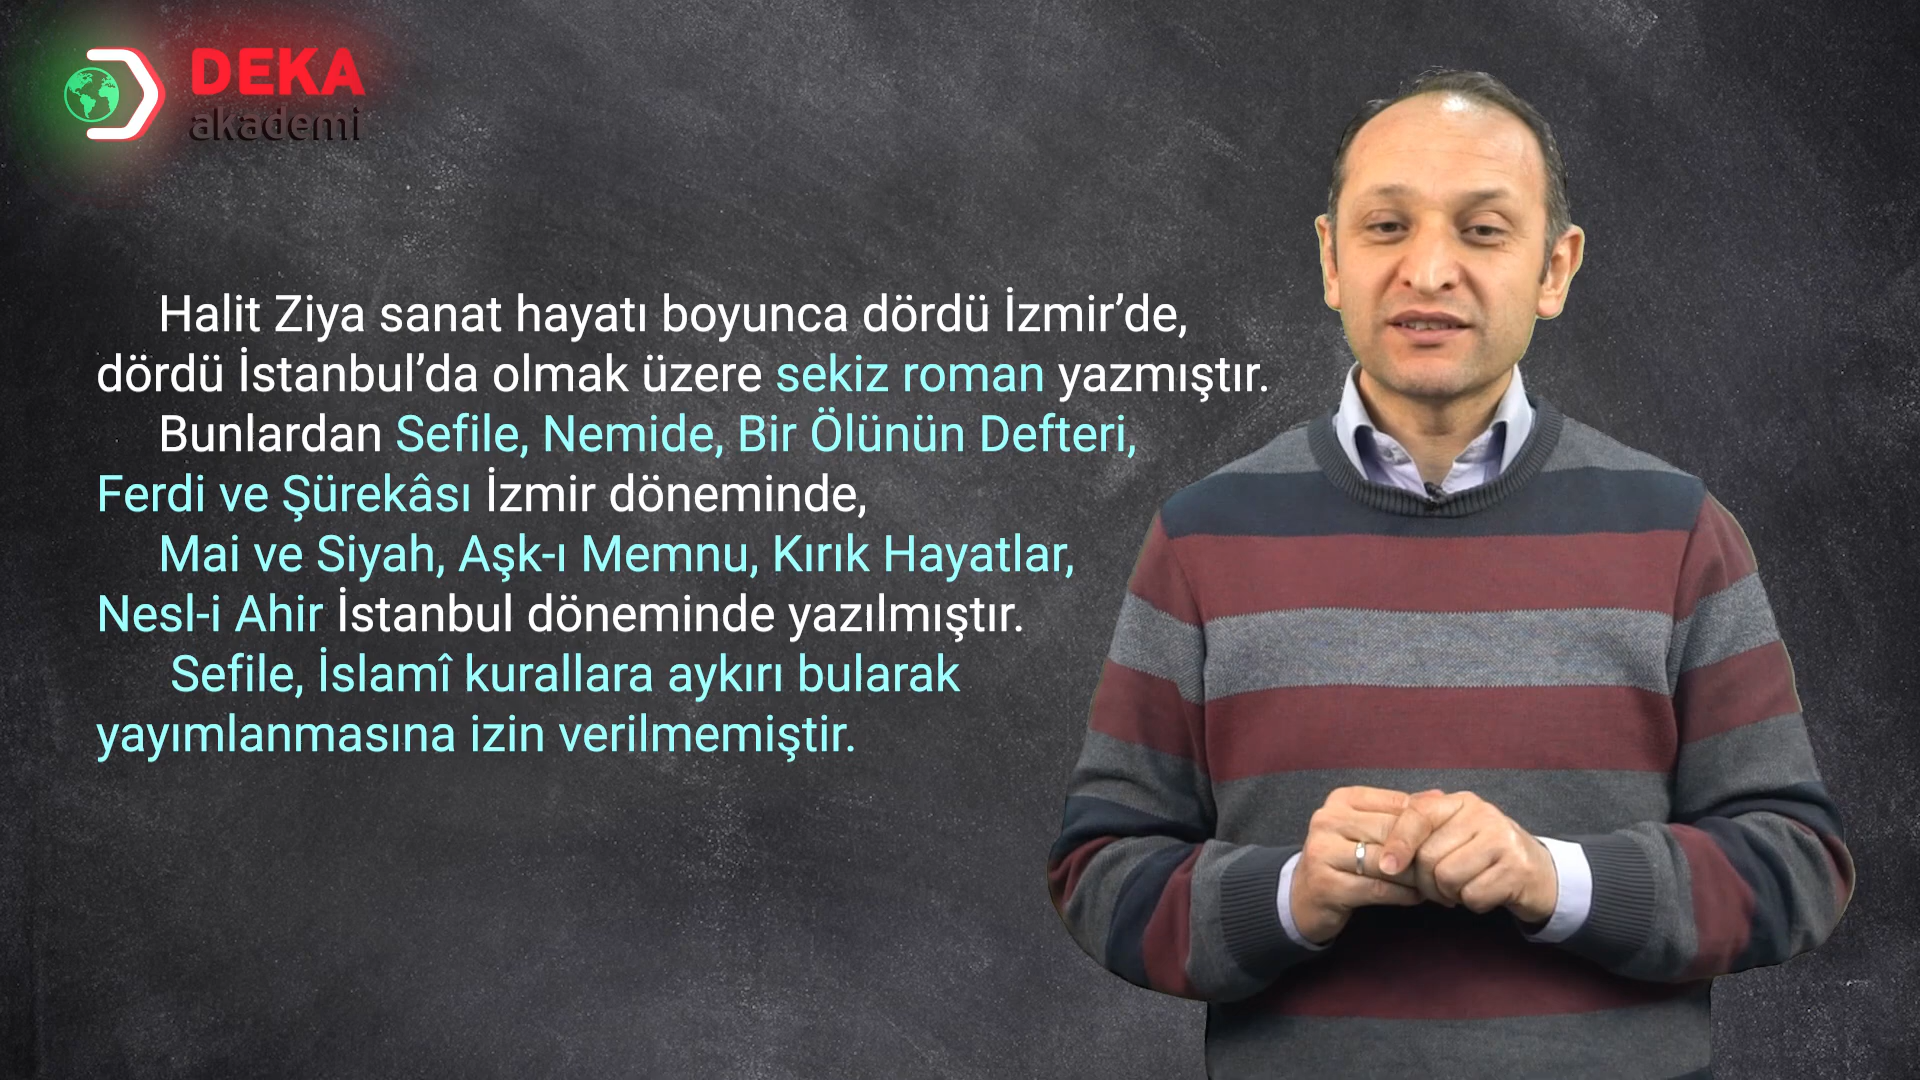 DEKA
akademi
Halit Ziya sanat hayatı boyunca dördü İzmir’de,
dördü İstanbul’da olmak üzere sekiz roman yazmıştır.
Bunlardan Sefile, Nemide, Bir Ölünün Defteri,
Ferdi ve Şürekâsı İzmir döneminde,
Mai ve Siyah, Aşk-ı Memnu, Kırık Hayatlar,
Nesl-i Ahir İstanbul döneminde yazılmıştır.
Sefile, İslamî kurallara aykırı bularak
yayımlanmasına izin verilmemiştir.